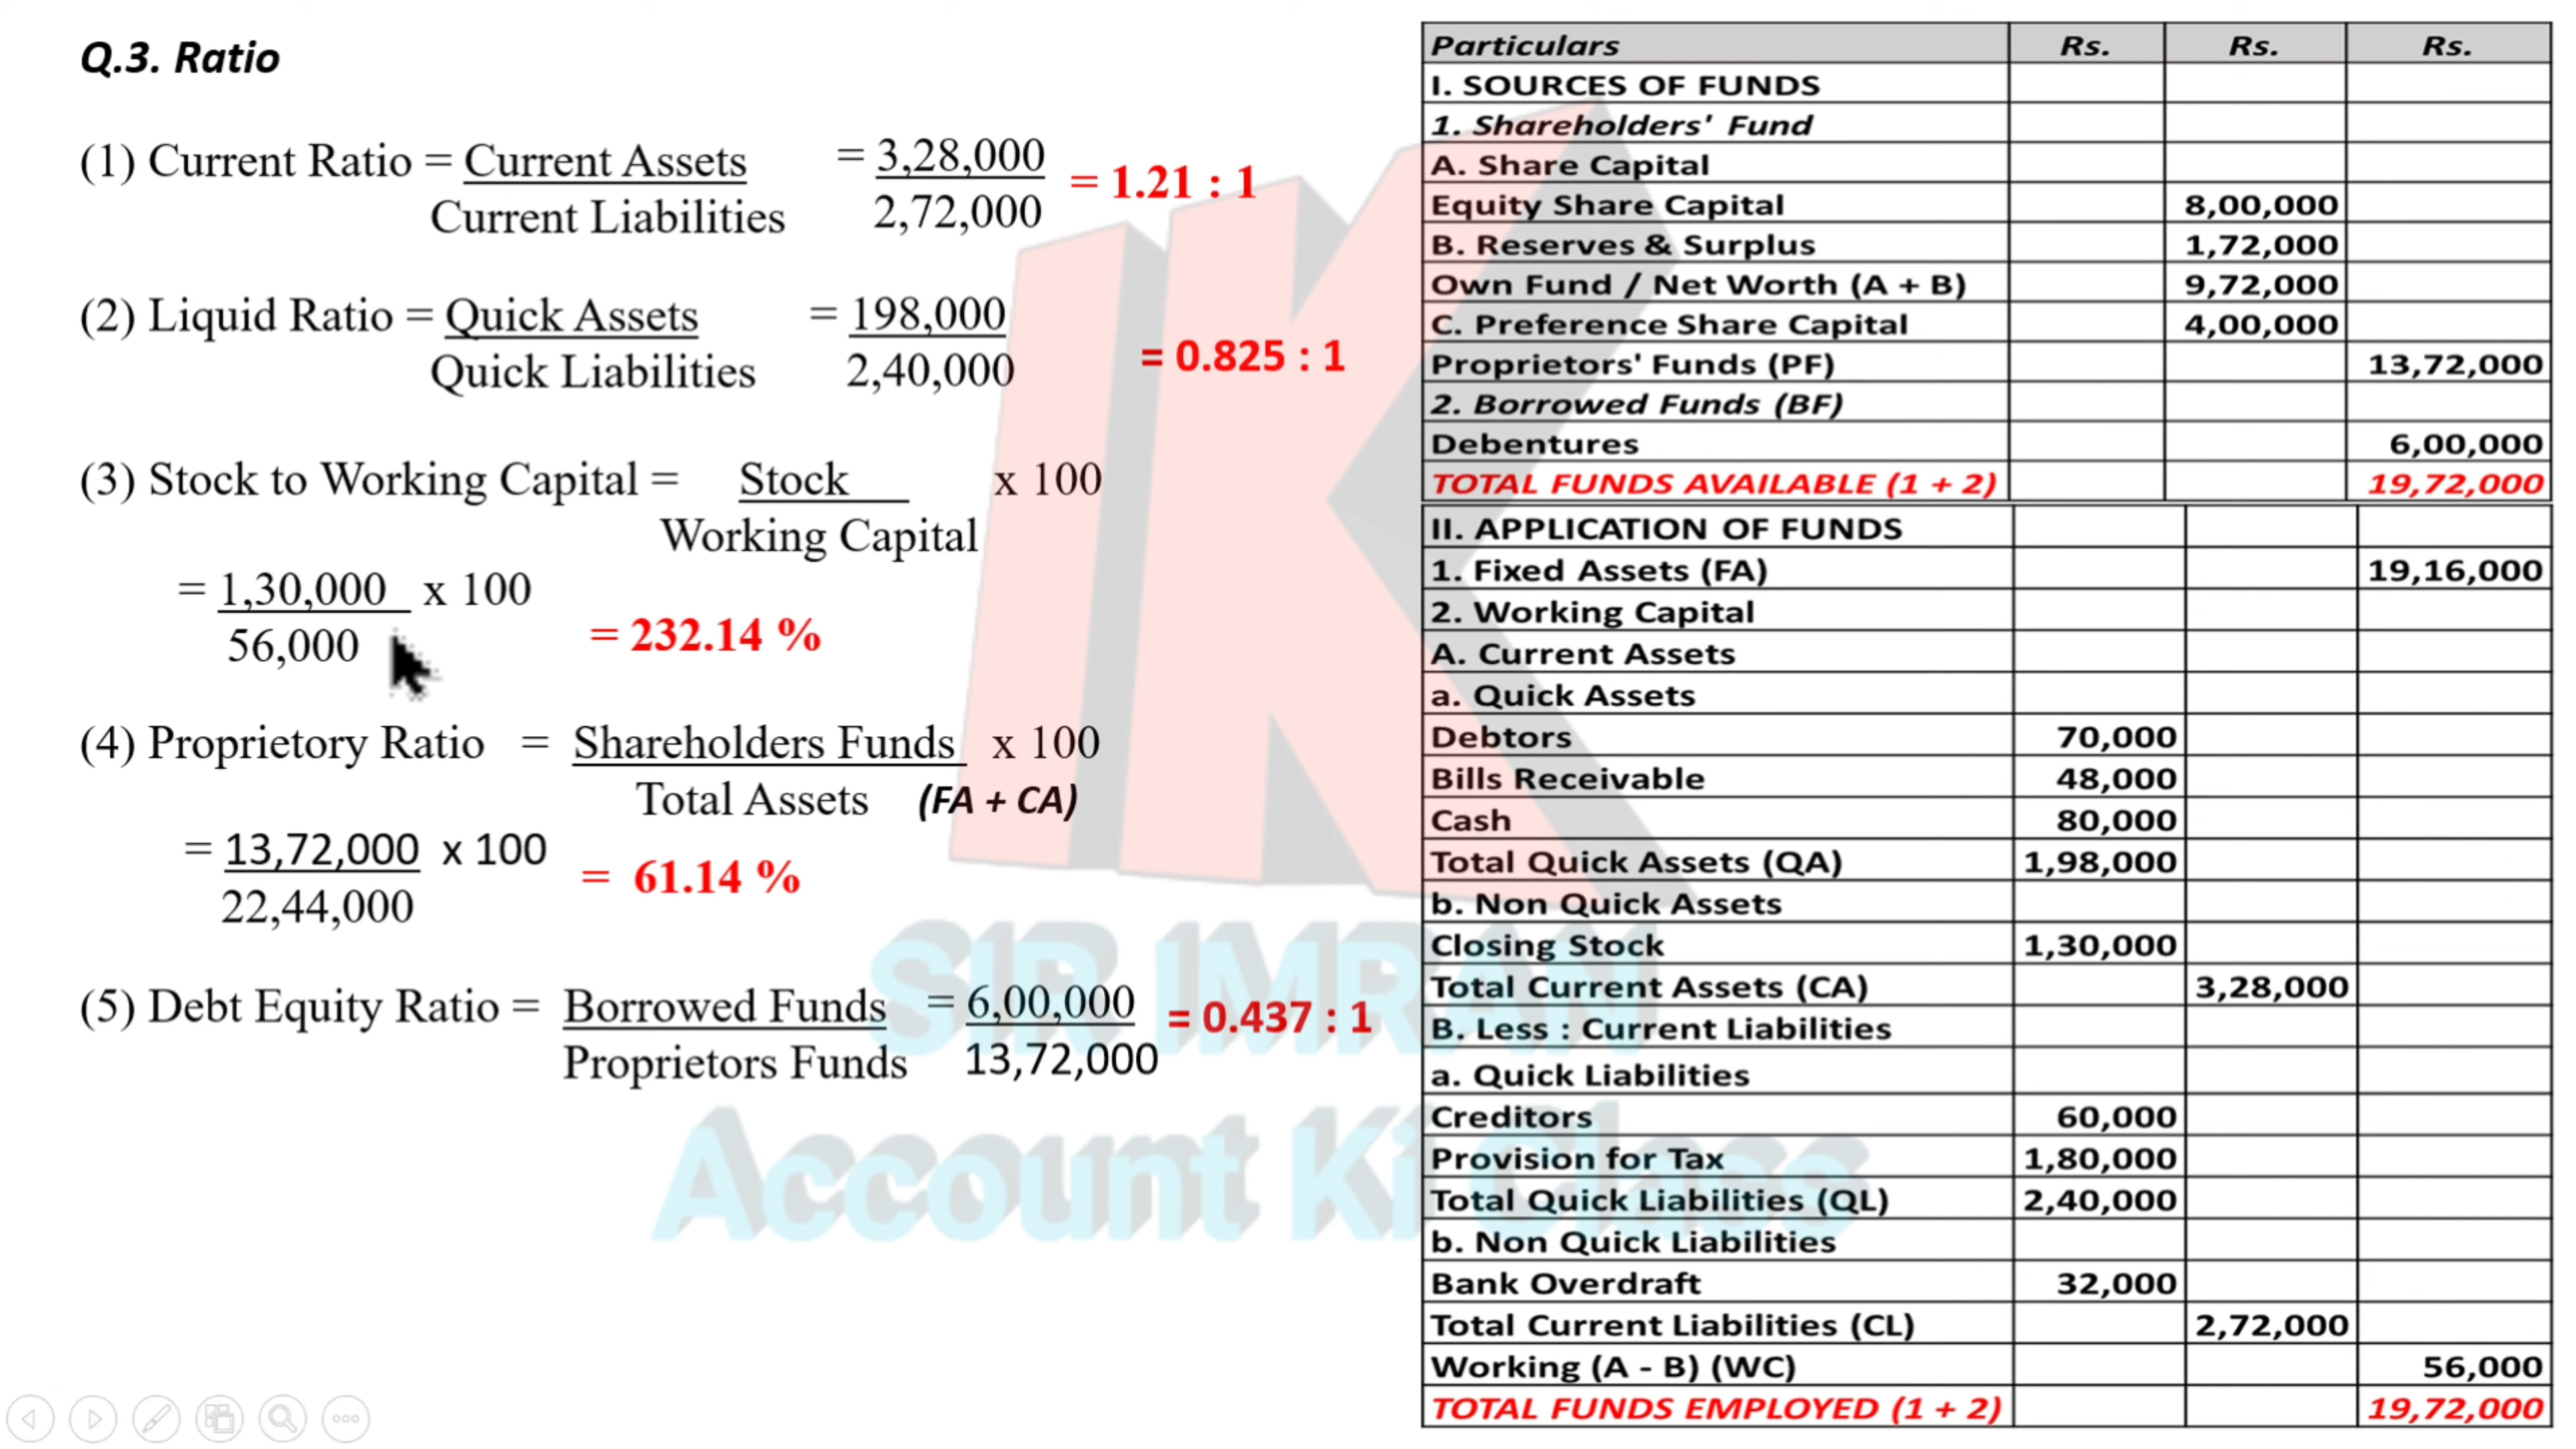 Q.3. Ratio
(1) Current Ratio = Current Assets = 3,28,000 = 1.21 : 1
Current Liabilities 2,72,000
(2) Liquid Ratio = Quick Assets = 198,000 = 0.825 : 1
Quick Liabilities 2,40,000
(3) Stock to Working Capital = Stock x 100
Working Capital
= 1,30,000 x 100 = 232.14 %
56,000
(4) Proprietory Ratio = Shareholders Funds x 100
Total Assets (FA + CA)
= 13,72,000 x 100 = 61.14 %
22,44,000
(5) Debt Equity Ratio = Borrowed Funds = 6,00,000 = 0.437 : 1
Proprietors Funds 13,72,000
IK
SIR IMRAN
Account Ki Class
Particulars Rs. Rs. Rs.
I. SOURCES OF FUNDS
1. Shareholders' Fund
A. Share Capital
Equity Share Capital 8,00,000
B. Reserves & Surplus 1,72,000
Own Fund / Net Worth (A + B) 9,72,000
C. Preference Share Capital 4,00,000
Proprietors' Funds (PF) 13,72,000
2. Borrowed Funds (BF)
Debentures 6,00,000
TOTAL FUNDS AVAILABLE (1 + 2) 19,72,000
II. APPLICATION OF FUNDS
1. Fixed Assets (FA) 19,16,000
2. Working Capital
A. Current Assets
a. Quick Assets
Debtors 70,000
Bills Receivable 48,000
Cash 80,000
Total Quick Assets (QA) 1,98,000
b. Non Quick Assets
Closing Stock 1,30,000
Total Current Assets (CA) 3,28,000
B. Less : Current Liabilities
a. Quick Liabilities
Creditors 60,000
Provision for Tax 1,80,000
Total Quick Liabilities (QL) 2,40,000
b. Non Quick Liabilities
Bank Overdraft 32,000
Total Current Liabilities (CL) 2,72,000
Working (A - B) (WC) 56,000
TOTAL FUNDS EMPLOYED (1 + 2) 19,72,000